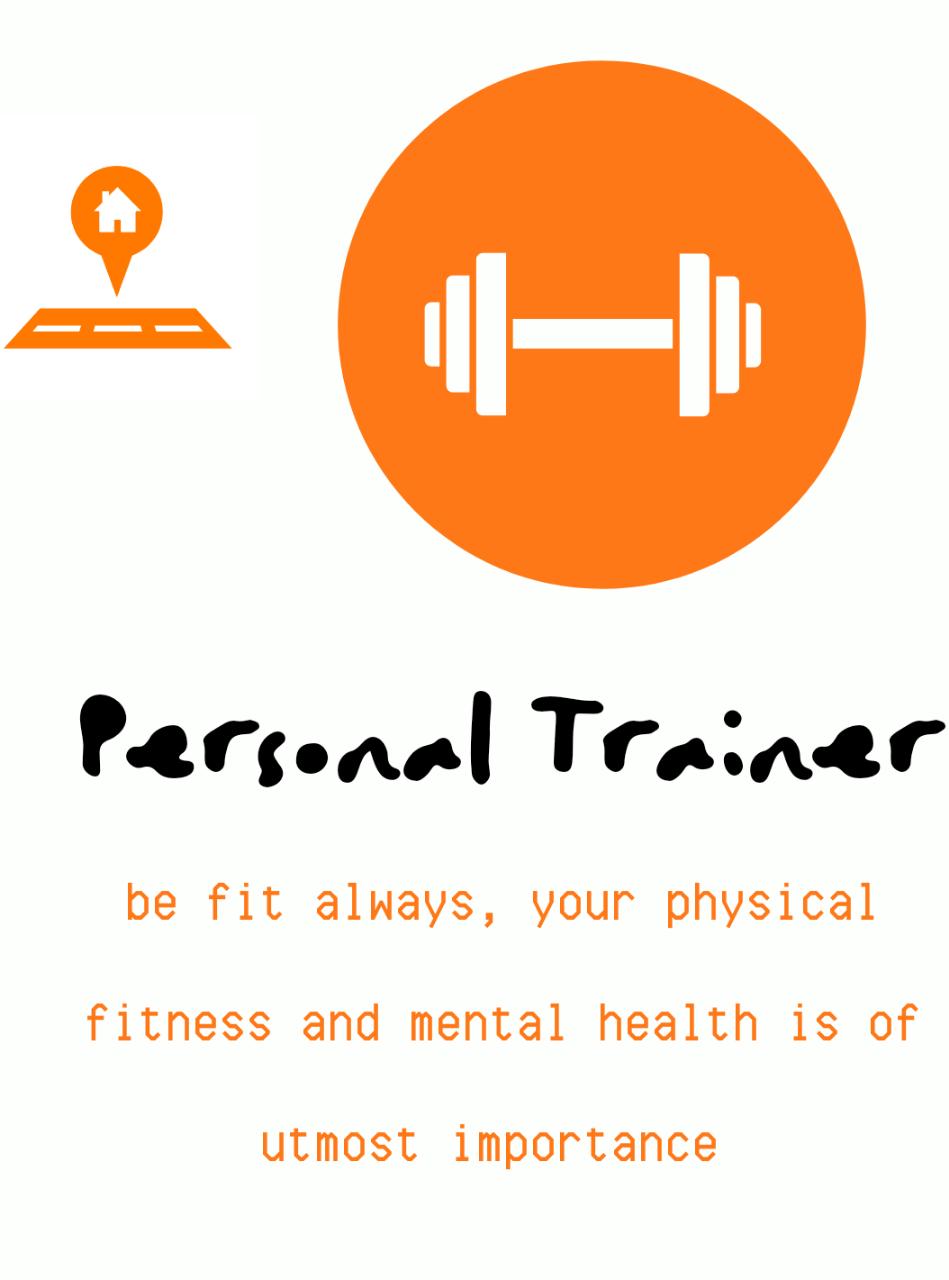 Personal Trainer
be fit always, your physical
fitness and mental health is of
utmost importance